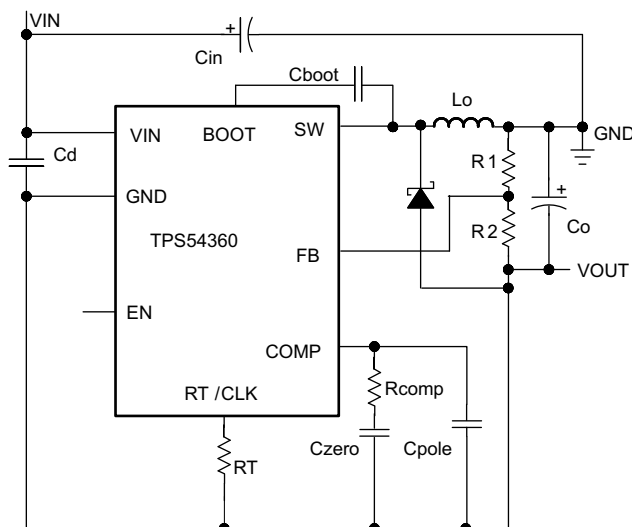 VIN
+
Cin
Cboot
Lo
GND
VIN
BOOT
SW
Cd
R1
GND
+
TPS54360
R2
Co
FB
VOUT
EN
COMP
RT /CLK
Rcomp
RT
Czero
Cpole